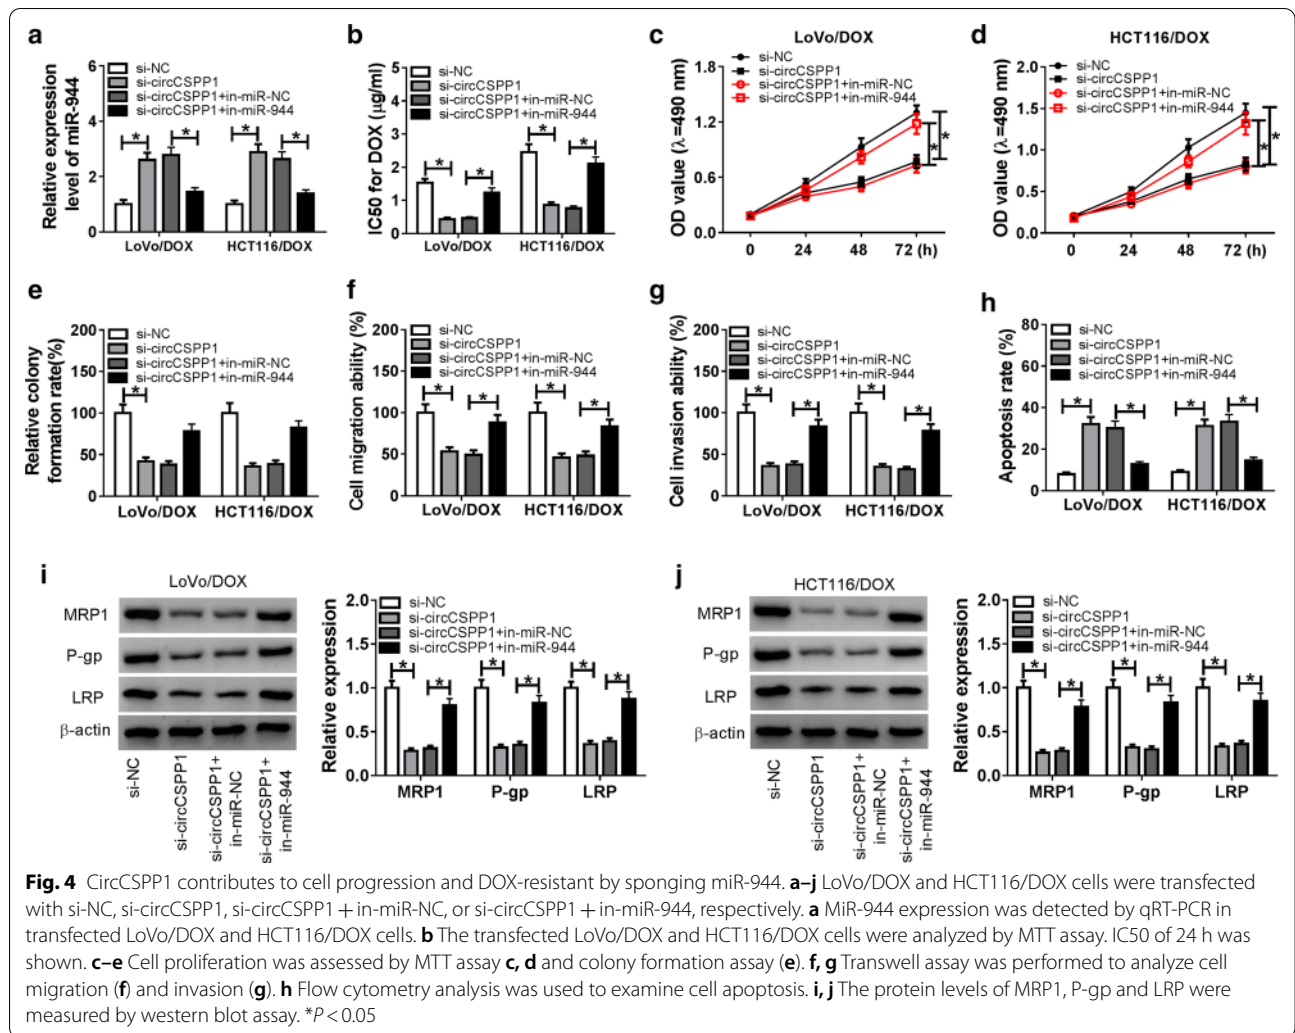 a
si-NC
si-circCSPP1
si-circCSPP1+in-miR-NC
si-circCSPP1+in-miR-944
Relative expression
level of miR-944
6
4
2
0
* * * *
LoVo/DOX HCT116/DOX
b
si-NC
si-circCSPP1
si-circCSPP1+in-miR-NC
si-circCSPP1+in-miR-944
IC50 for DOX (μg/ml)
5
4
3
2
1
0
* * * *
LoVo/DOX HCT116/DOX
c
LoVo/DOX
si-NC
si-circCSPP1
si-circCSPP1+in-miR-NC
si-circCSPP1+in-miR-944
OD value (λ=490 nm)
1.8
1.2
0.6
0.0
* *
0 24 48 72 (h)
d
HCT116/DOX
si-NC
si-circCSPP1
si-circCSPP1+in-miR-NC
si-circCSPP1+in-miR-944
OD value (λ=490 nm)
2.0
1.5
1.0
0.5
0.0
* *
0 24 48 72 (h)
e
si-NC
si-circCSPP1
si-circCSPP1+in-miR-NC
si-circCSPP1+in-miR-944
Relative colony
formation rate(%)
200
150
100
50
0
*
LoVo/DOX HCT116/DOX
f
si-NC
si-circCSPP1
si-circCSPP1+in-miR-NC
si-circCSPP1+in-miR-944
Cell migration ability (%)
200
150
100
50
0
* * * *
LoVo/DOX HCT116/DOX
g
si-NC
si-circCSPP1
si-circCSPP1+in-miR-NC
si-circCSPP1+in-miR-944
Cell invasion ability (%)
200
150
100
50
0
* * * *
LoVo/DOX HCT116/DOX
h
si-NC
si-circCSPP1
si-circCSPP1+in-miR-NC
si-circCSPP1+in-miR-944
Apoptosis rate (%)
80
60
40
20
0
* * * *
LoVo/DOX HCT116/DOX
i
LoVo/DOX
MRP1
P-gp
LRP
β-actin
si-NC
si-circCSPP1
si-circCSPP1+
in-miR-NC
si-circCSPP1+
in-miR-944
si-NC
si-circCSPP1
si-circCSPP1+in-miR-NC
si-circCSPP1+in-miR-944
Relative expression
2.0
1.5
1.0
0.5
0.0
* * * * * *
MRP1 P-gp LRP
j
HCT116/DOX
MRP1
P-gp
LRP
β-actin
si-NC
si-circCSPP1
si-circCSPP1+
in-miR-NC
si-circCSPP1+
in-miR-944
si-NC
si-circCSPP1
si-circCSPP1+in-miR-NC
si-circCSPP1+in-miR-944
Relative expression
2.0
1.5
1.0
0.5
0.0
* * * * * *
MRP1 P-gp LRP
Fig. 4 CircCSPP1 contributes to cell progression and DOX-resistant by sponging miR-944. a–j LoVo/DOX and HCT116/DOX cells were transfected
with si-NC, si-circCSPP1, si-circCSPP1 + in-miR-NC, or si-circCSPP1 + in-miR-944, respectively. a MiR-944 expression was detected by qRT-PCR in
transfected LoVo/DOX and HCT116/DOX cells. b The transfected LoVo/DOX and HCT116/DOX cells were analyzed by MTT assay. IC50 of 24 h was
shown. c–e Cell proliferation was assessed by MTT assay c, d and colony formation assay (e). f, g Transwell assay was performed to analyze cell
migration (f) and invasion (g). h Flow cytometry analysis was used to examine cell apoptosis. i, j The protein levels of MRP1, P-gp and LRP were
measured by western blot assay. *P < 0.05